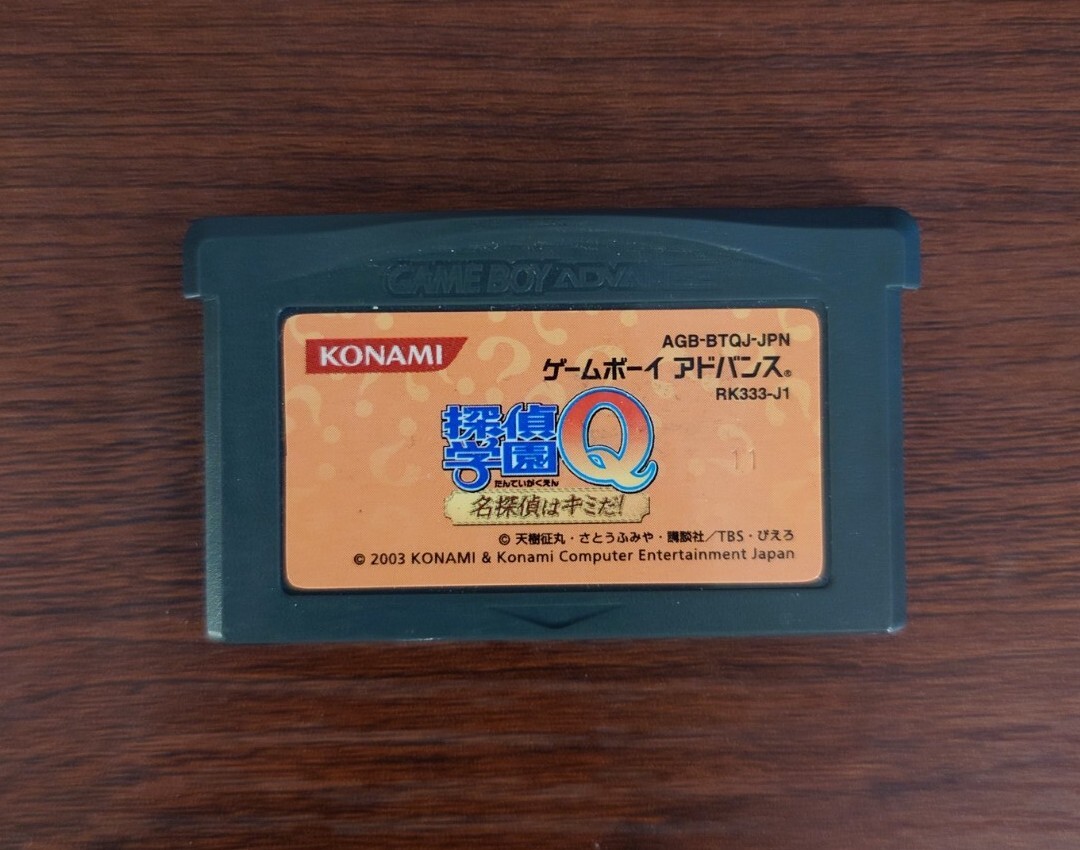 GAME BOY ADVA
KONAMI
AGB-BTQJ-JPN
ゲームボーイ アドバンス®
RK333-J1
探偵学園Q
たんていがくえん
11
名探偵はキミだ!
© 天樹征丸・さとうふみや・講談社/TBS・ぴえろ
© 2003 KONAMI & Konami Computer Entertainment Japan